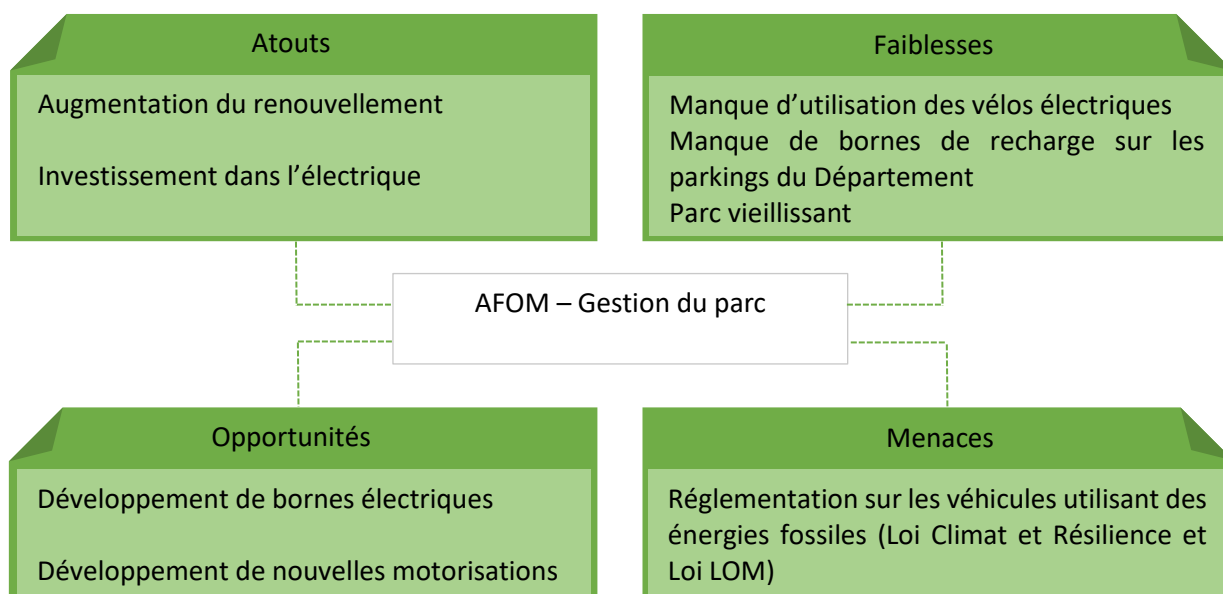 Atouts
Augmentation du renouvellement
Investissement dans l’électrique
Faiblesses
Manque d’utilisation des vélos électriques
Manque de bornes de recharge sur les
parkings du Département
Parc vieillissant
AFOM – Gestion du parc
Opportunités
Développement de bornes électriques
Développement de nouvelles motorisations
Menaces
Réglementation sur les véhicules utilisant des
énergies fossiles (Loi Climat et Résilience et
Loi LOM)